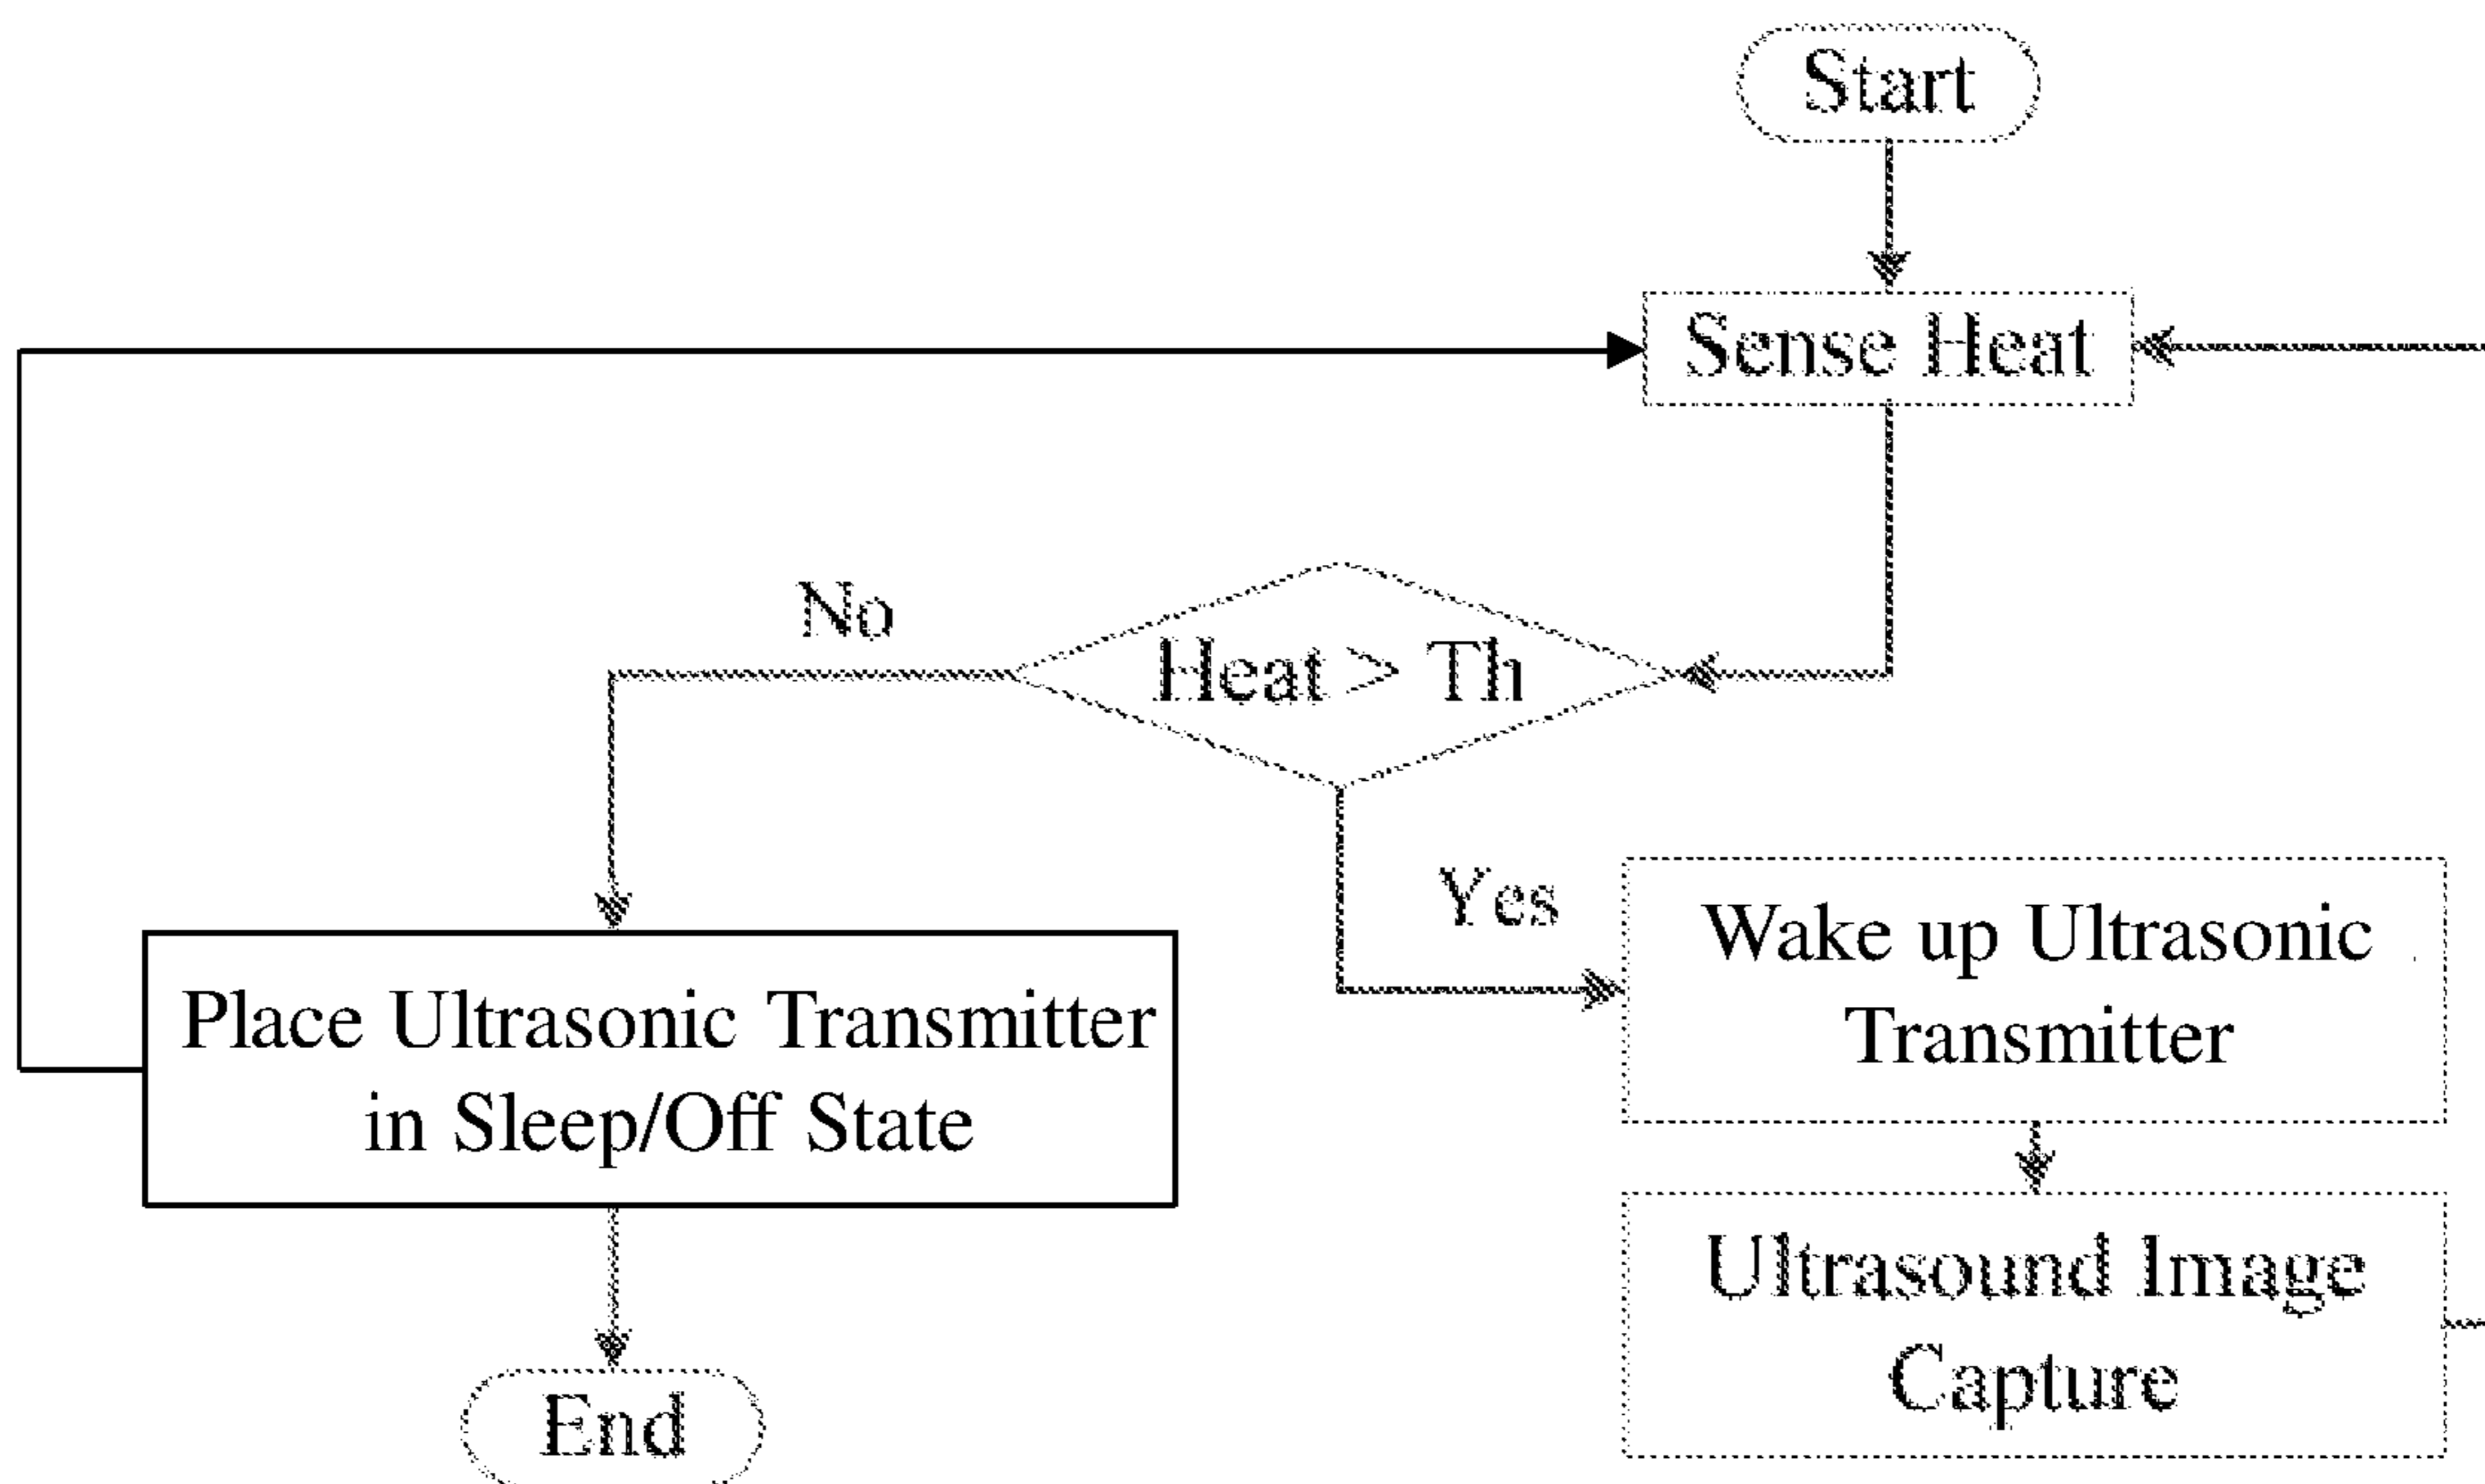 Start
Sense Heat
No
Heat > Th
Yes
Wake up Ultrasonic
Transmitter
Place Ultrasonic Transmitter
in Sleep/Off State
Ultrasound Image
Capture
End